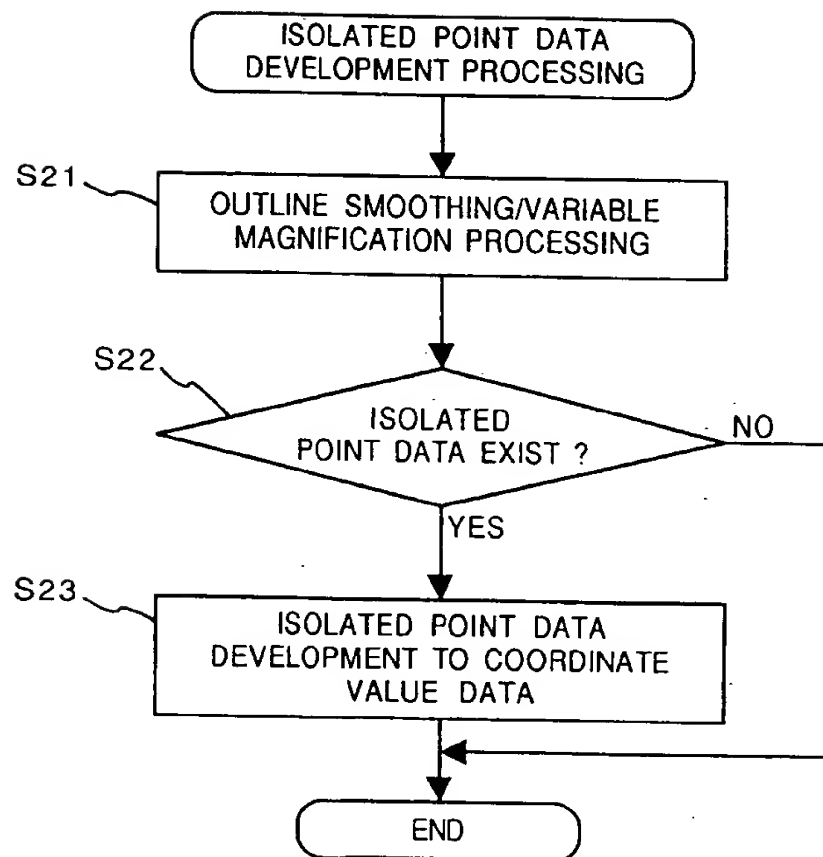 ISOLATED POINT DATA
DEVELOPMENT PROCESSING
S21
OUTLINE SMOOTHING/VARIABLE
MAGNIFICATION PROCESSING
S22
ISOLATED
POINT DATA EXIST ?
NO
YES
S23
ISOLATED POINT DATA
DEVELOPMENT TO COORDINATE
VALUE DATA
END